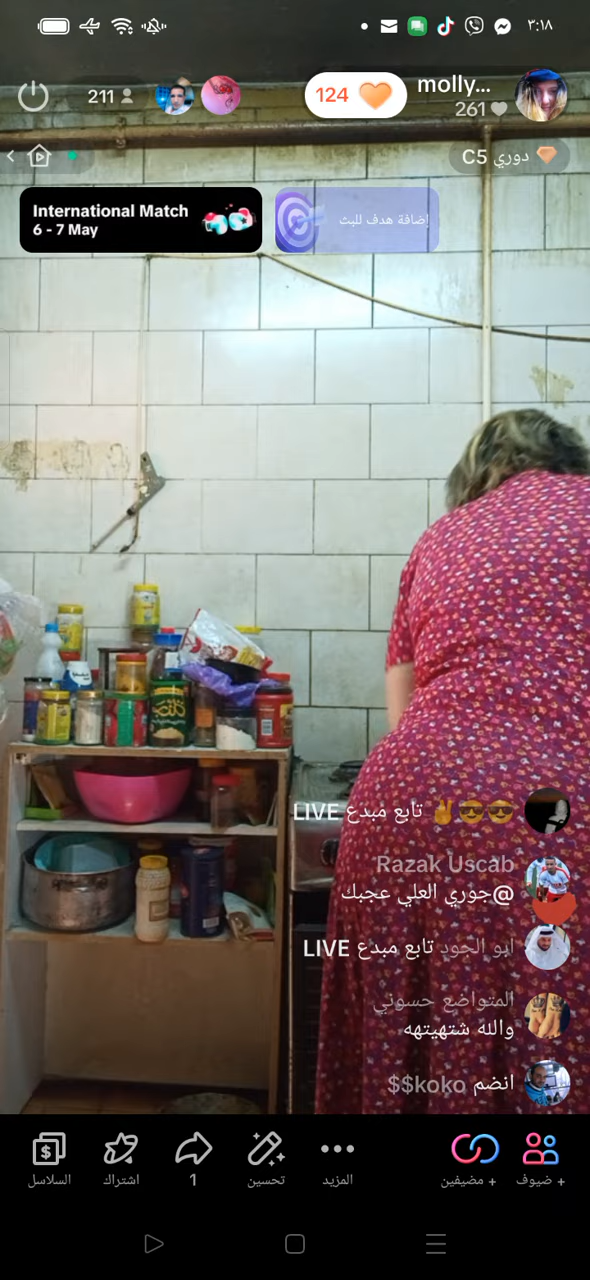 ٣:١٨
molly...
261
124
211
دوري C5
International Match
6 - 7 May
إضافة هدف للبث
تابع مبدع LIVE
Razak Uscab
@جوري العلي عجبك
ابو الجود تابع مبدع LIVE
المتواضع حسوني
والله شتهيتهه
$$koko انضم
+ ضيوف
+ مضيفين
المزيد
تحسين
1
اشتراك
السلاسل